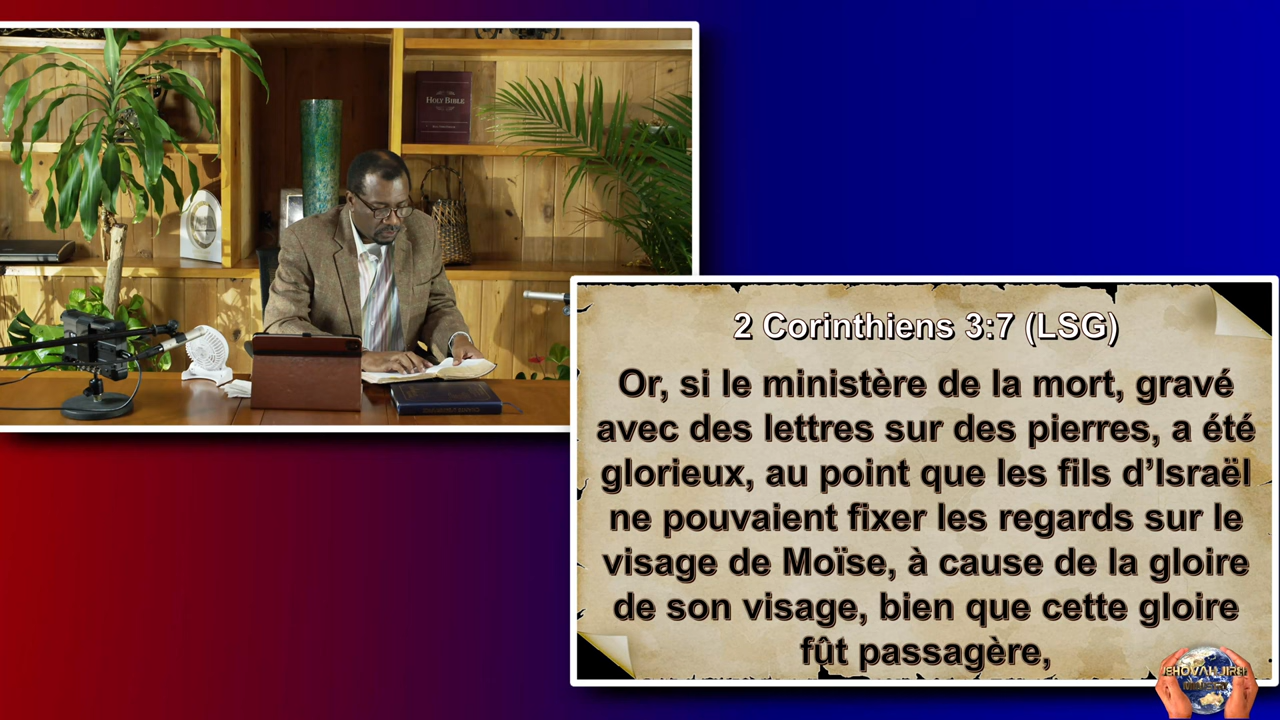 HOLY BIBLE
2 Corinthiens 3:7 (LSG)
Or, si le ministère de la mort, gravé
avec des lettres sur des pierres, a été
glorieux, au point que les fils d’Israël
ne pouvaient fixer les regards sur le
visage de Moïse, à cause de la gloire
de son visage, bien que cette gloire
fût passagère,
JEHOVAH JIREH